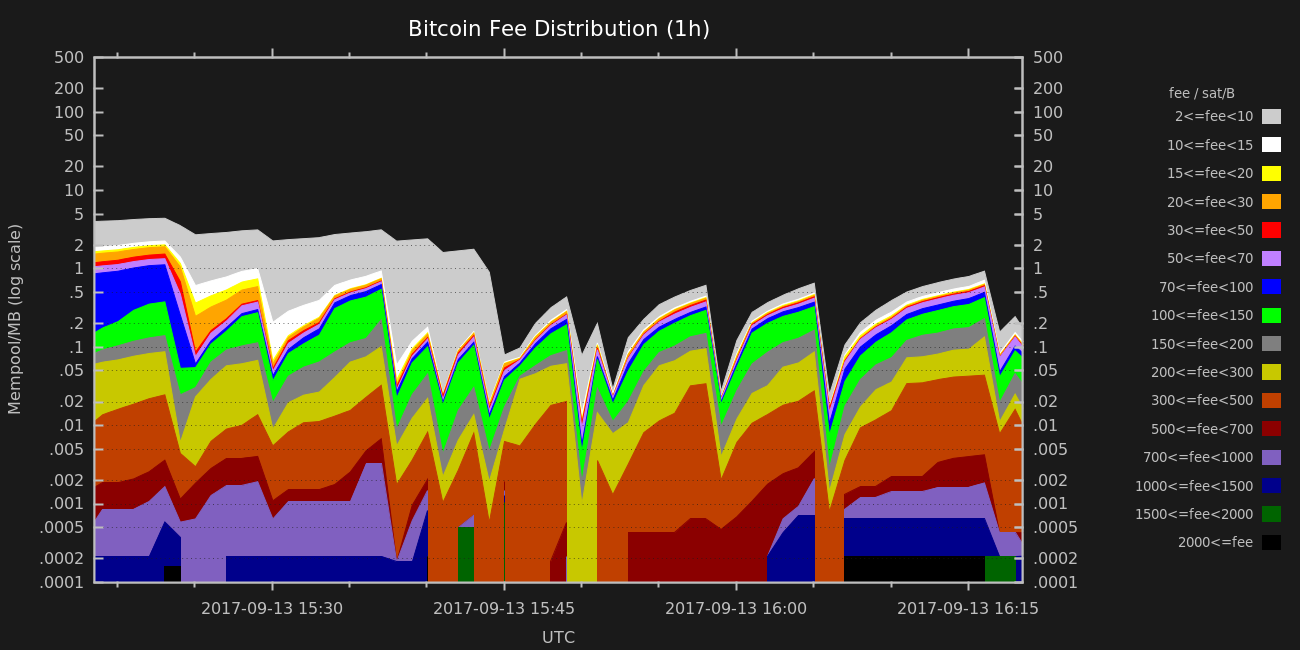 Bitcoin Fee Distribution (1h)
Mempool/MB (log scale)
500
200
100
50
20
10
5
2
1
.5
.2
.1
.05
.02
.01
.005
.002
.001
.0005
.0002
.0001
500
200
100
50
20
10
5
2
1
.5
.2
.1
.05
.02
.01
.005
.002
.001
.0005
.0002
.0001
2017-09-13 15:30
2017-09-13 15:45
2017-09-13 16:00
2017-09-13 16:15
UTC
fee / sat/B
2<=fee<10
10<=fee<15
15<=fee<20
20<=fee<30
30<=fee<50
50<=fee<70
70<=fee<100
100<=fee<150
150<=fee<200
200<=fee<300
300<=fee<500
500<=fee<700
700<=fee<1000
1000<=fee<1500
1500<=fee<2000
2000<=fee